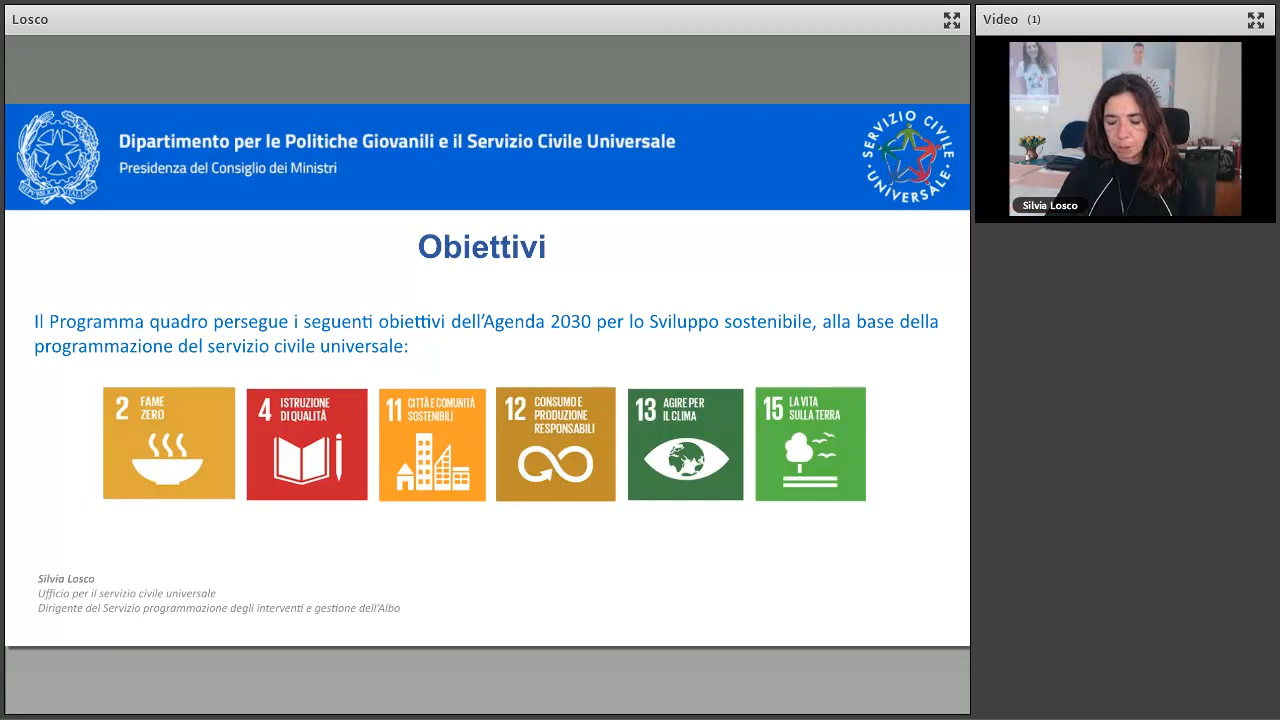 Losco
Video (1)
Dipartimento per le Politiche Giovanili e il Servizio Civile Universale
Presidenza del Consiglio dei Ministri
REPUBBLICA ITALIANA
SERVIZIO CIVILE
UNIVERSALE
Silvia Losco
Obiettivi
Il Programma quadro persegue i seguenti obiettivi dell’Agenda 2030 per lo Sviluppo sostenibile, alla base della
programmazione del servizio civile universale:
2 FAME
ZERO
4 ISTRUZIONE
DI QUALITÀ
11 CITTÀ E COMUNITÀ
SOSTENIBILI
12 CONSUMO E
PRODUZIONE
RESPONSABILI
13 AGIRE PER
IL CLIMA
15 LA VITA
SULLA TERRA
Silvia Losco
Ufficio per il servizio civile universale
Dirigente del Servizio programmazione degli interventi e gestione dell’Albo